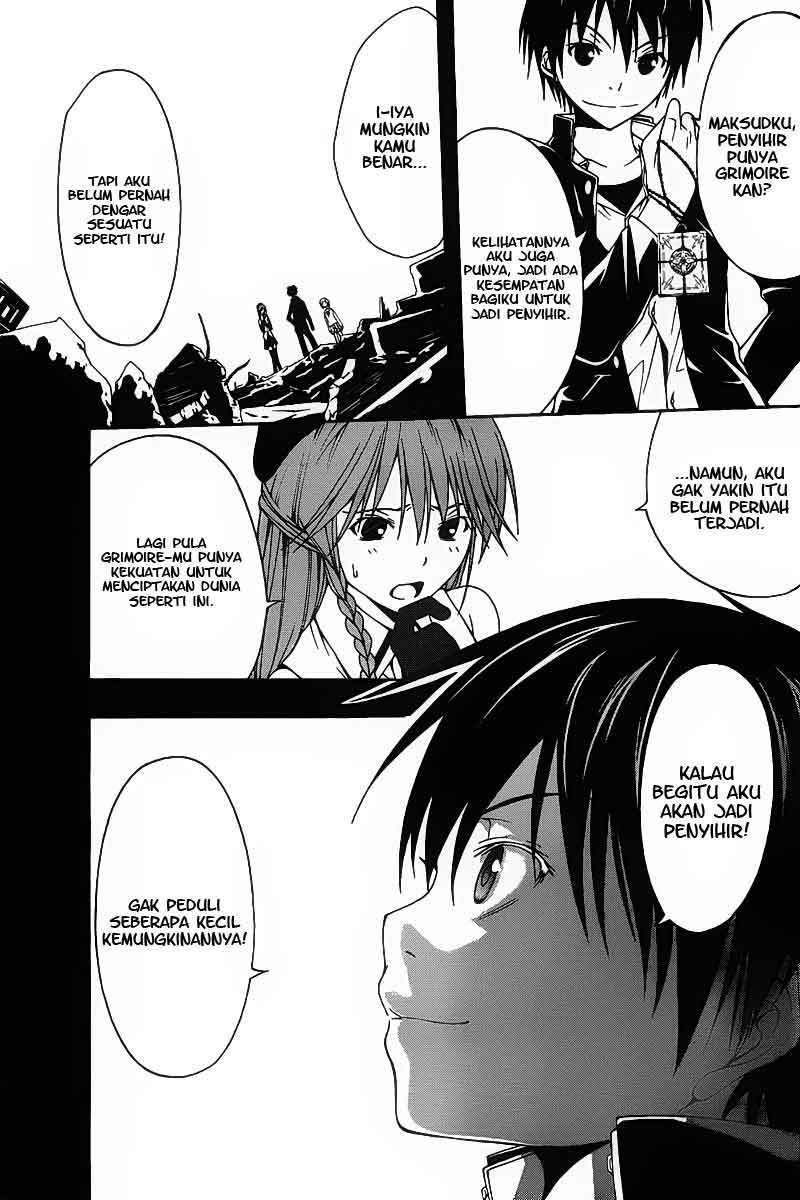 MAKSUDKU,
PENYIHIR
PUNYA
GRIMOIRE
KAN?
KELIHATANNYA
AKU JUGA
PUNYA, JADI ADA
KESEMPATAN
BAGIKU UNTUK
JADI PENYIHIR.
I-IYA
MUNGKIN
KAMU
BENAR...
TAPI AKU
BELUM PERNAH
DENGAR
SESUATU
SEPERTI ITU!
...NAMUN, AKU
GAK YAKIN ITU
BELUM PERNAH
TERJADI.
LAGI PULA
GRIMOIRE-MU PUNYA
KEKUATAN UNTUK
MENCIPTAKAN DUNIA
SEPERTI INI.
KALAU
BEGITU AKU
AKAN JADI
PENYIHIR!
GAK PEDULI
SEBERAPA KECIL
KEMUNGKINANNYA!